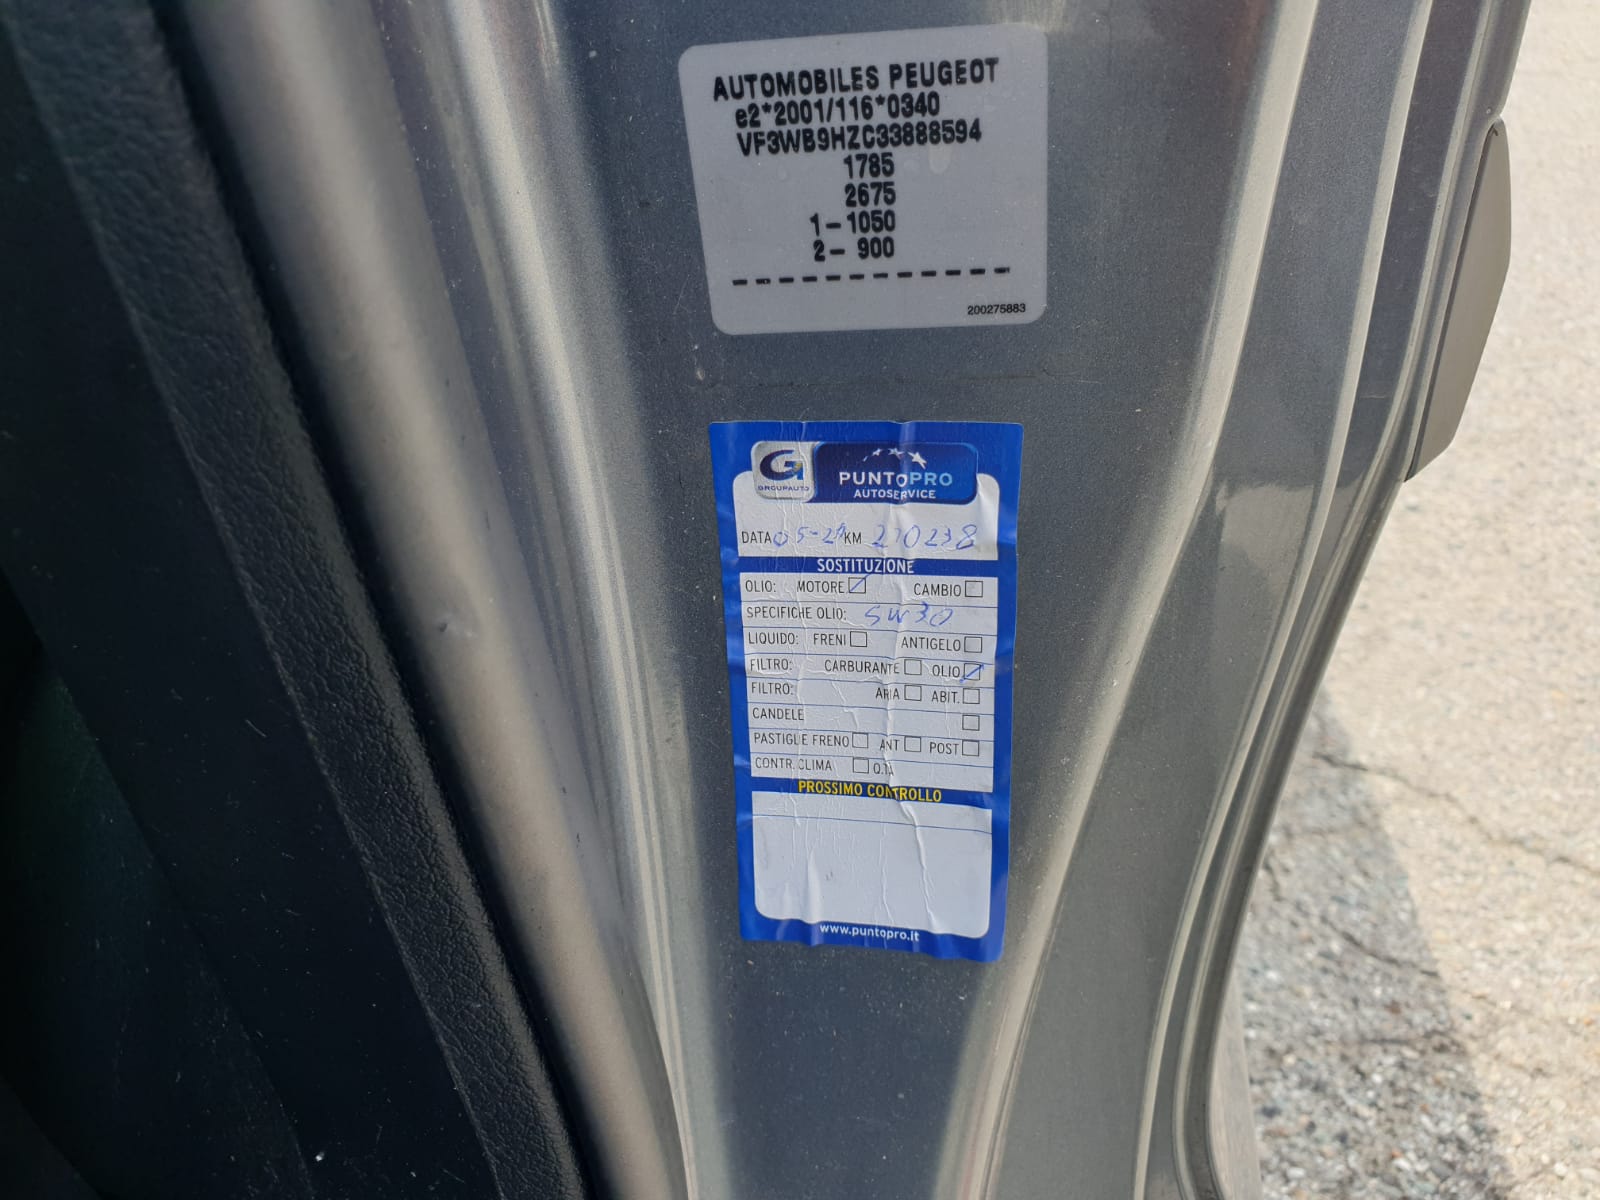 AUTOMOBILES PEUGEOT
e2*2001/116*0340
VF3WB9HZC33888594
1785
2675
1- 1050
2- 900
200275883
G
GROUPAUTO
PUNTOPRO
AUTOSERVICE
DATA 05-21 KM 270238
SOSTITUZIONE
OLIO: MOTORE CAMBIO
SPECIFICHE OLIO: 5W30
LIQUIDO: FRENI ANTIGELO
FILTRO: CARBURANTE OLIO
FILTRO: ARIA ABIT.
CANDELE
PASTIGLIE FRENO ANT POST
CONTR. CLIMA Q.TÀ
PROSSIMO CONTROLLO
www.puntopro.it